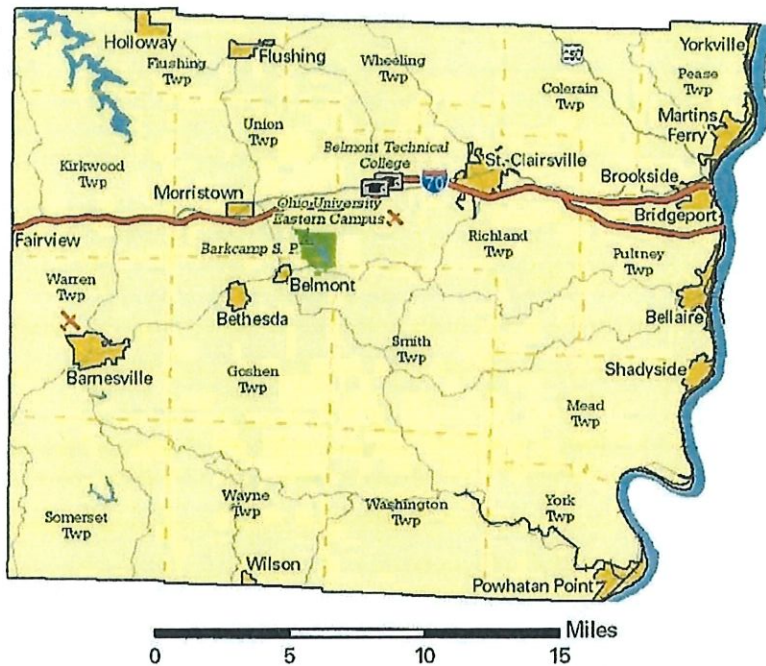 Holloway
Flushing
Twp
Flushing
Wheeling
Twp
250
Colerain
Twp
Yorkville
Pease
Twp
Martins
Ferry
Union
Twp
Belmont Technical
College
St. Clairsville
Kirkwood
Twp
Morristown
70
Brookside
Ohio University
Eastern Campus
Bridgeport
Fairview
Barkcamp S. P.
Richland
Twp
Pultney
Twp
Warren
Twp
Belmont
Bethesda
Bellaire
Smith
Twp
Barnesville
Goshen
Twp
Shadyside
Mead
Twp
Somerset
Twp
Wayne
Twp
Washington
Twp
York
Twp
Wilson
Powhatan Point
Miles
0 5 10 15